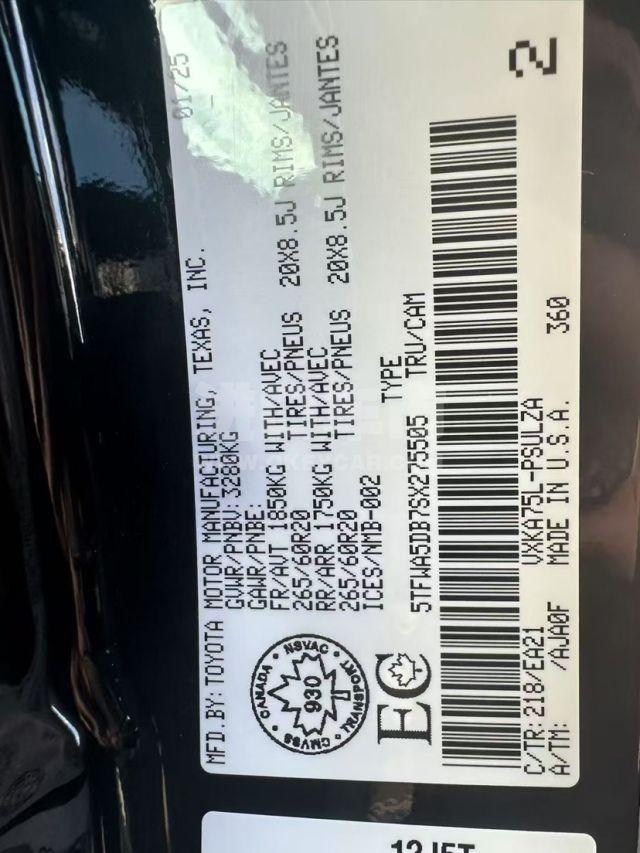 MFD.BY: TOYOTA MOTOR MANUFACTURING, TEXAS, INC. 01/25
GVWR/PNBV: 3280KG
GAWR/PNBE:
FR/AVT 1850KG WITH/AVEC
265/60R20 TIRES/PNEUS 20X8.5J RIMS/JANTES
RR/ARR 1750KG WITH/AVEC
265/60R20 TIRES/PNEUS 20X8.5J RIMS/JANTES
ICES/NMB-002
CANADA • NSVAC •
TRANSPORT
• CMVSS •
930
EC
5TFWA5DB7SX275505 TYPE TRU/CAM
2
C/TR: 218/EA21 VXKA75L-PSULZA
A/TM: /AJA0F MADE IN U.S.A. 360